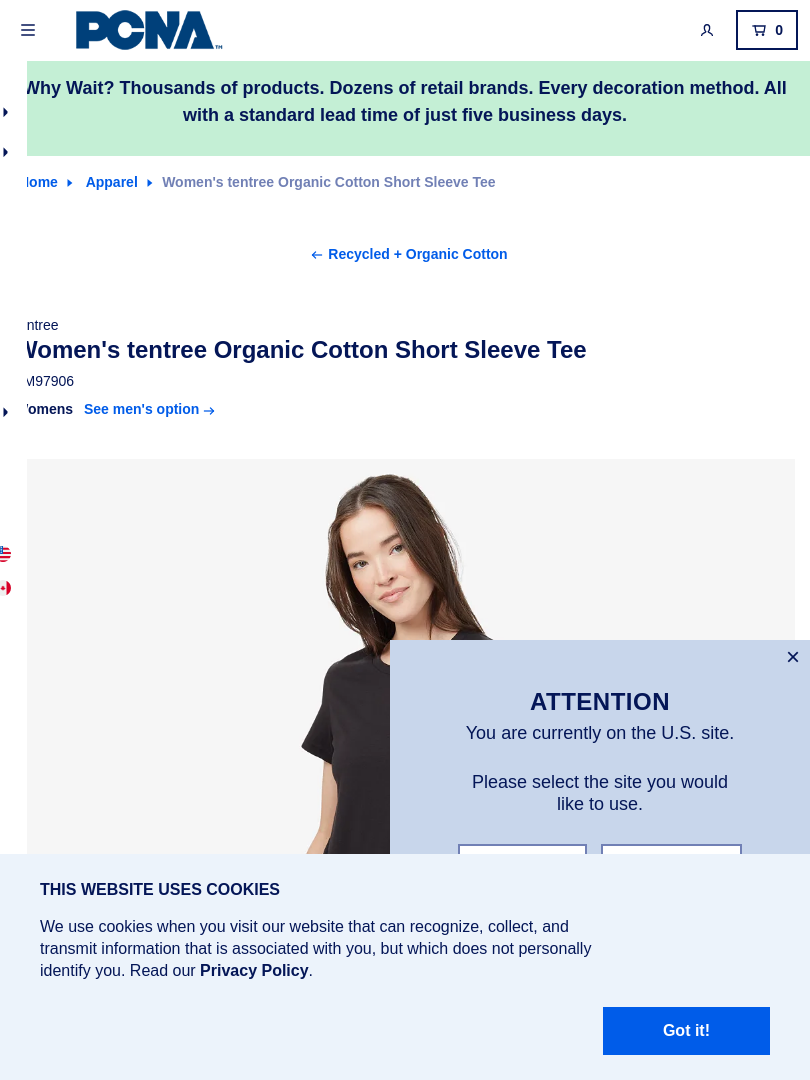 PCNA™
0
Why Wait? Thousands of products. Dozens of retail brands. Every decoration method. All
with a standard lead time of just five business days.
Apparel
Women's tentree Organic Cotton Short Sleeve Tee
← Recycled + Organic Cotton
ntree
Women's tentree Organic Cotton Short Sleeve Tee
M97906
omens See men's option →
ATTENTION
You are currently on the U.S. site.
Please select the site you would
like to use.
THIS WEBSITE USES COOKIES
We use cookies when you visit our website that can recognize, collect, and
transmit information that is associated with you, but which does not personally
identify you. Read our Privacy Policy.
Got it!